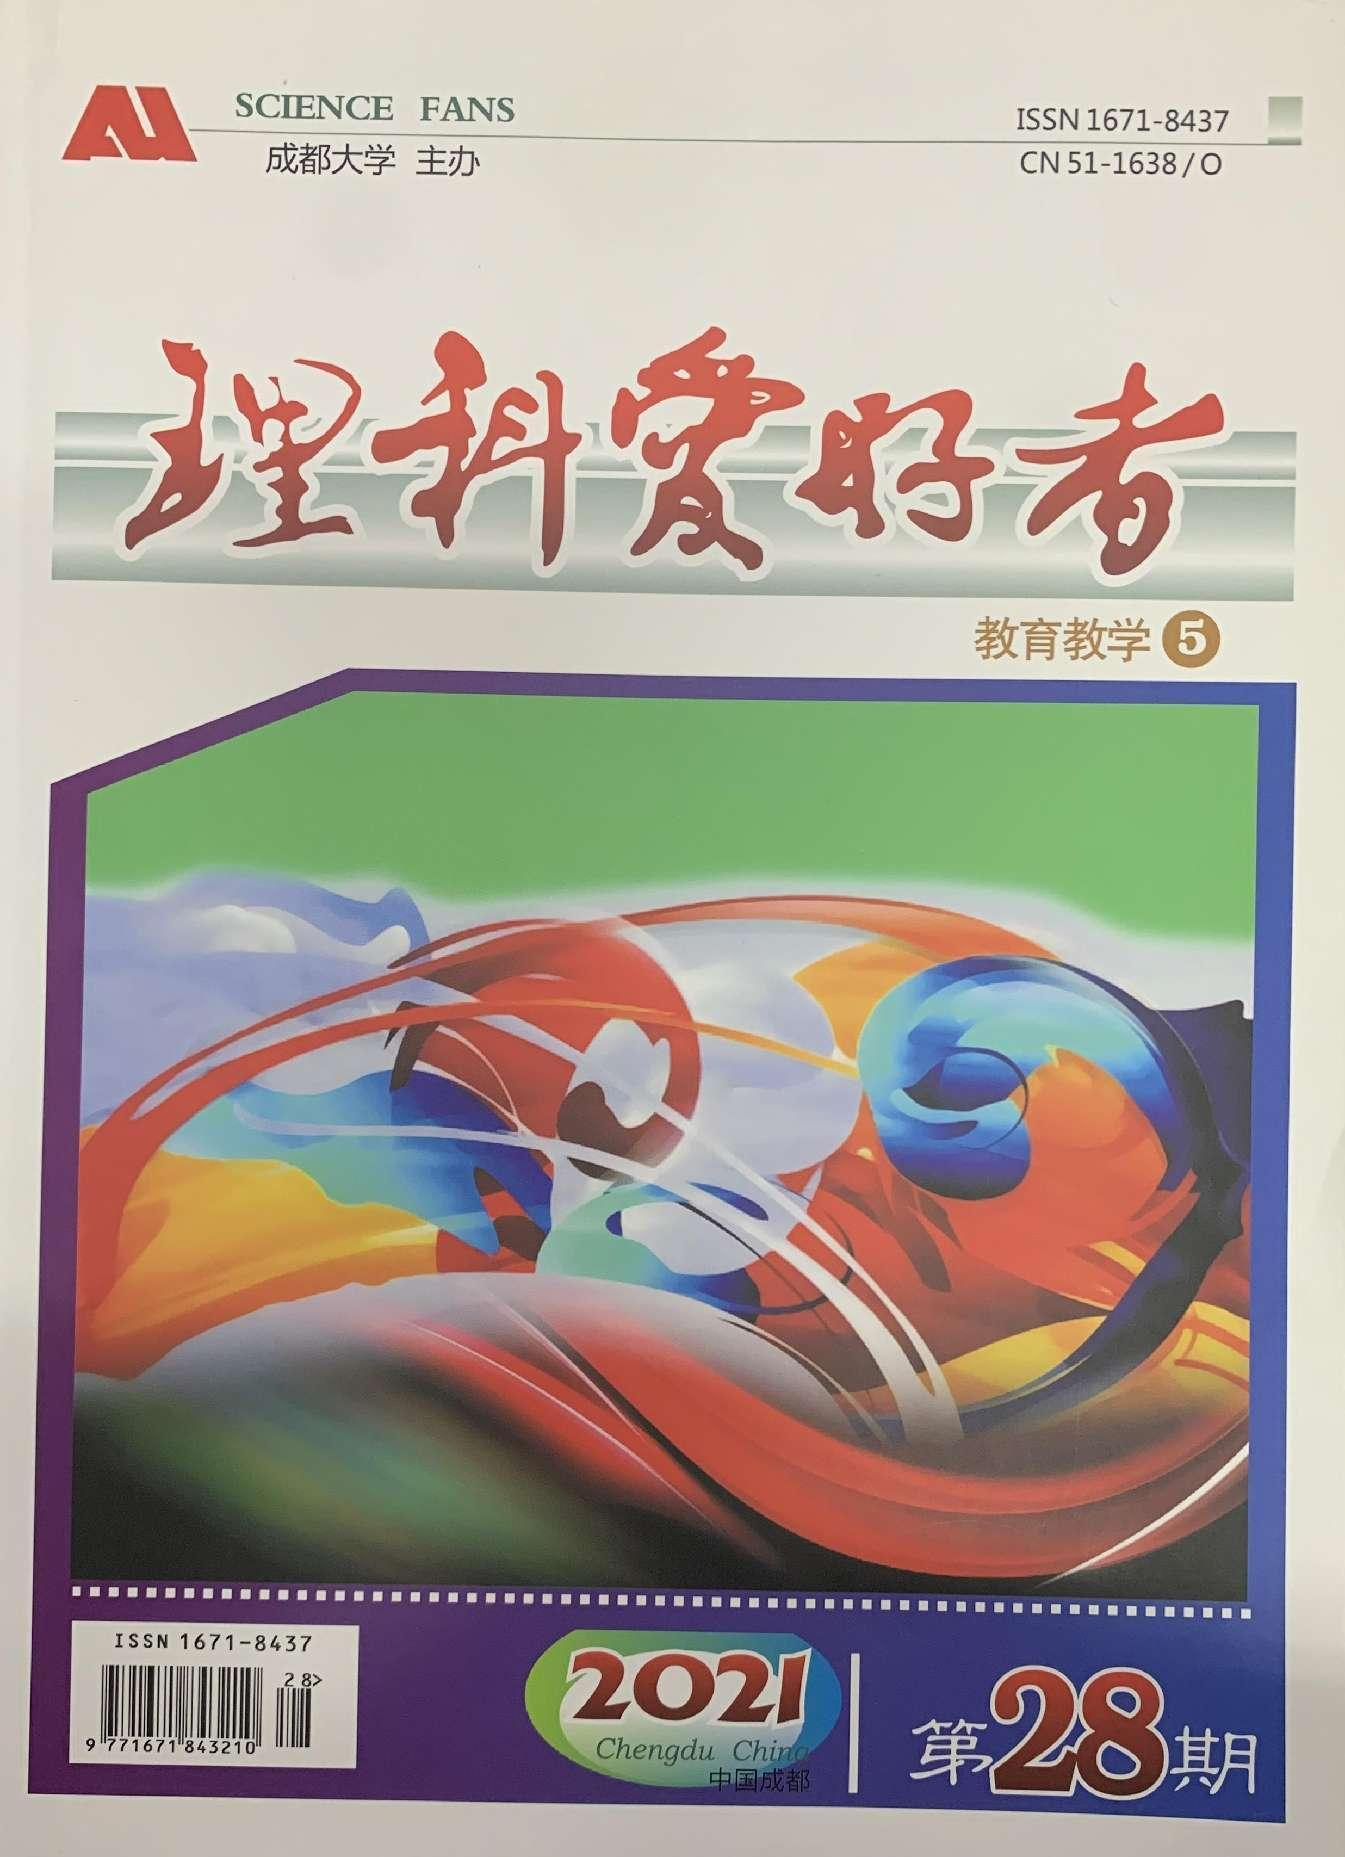 SCIENCE FANS
成都大学 主办
ISSN 1671-8437
CN 51-1638/O
理科爱好者
教育教学 5
ISSN 1671-8437
28>
9 771671 843210
2021
Chengdu China
中国成都
第28期